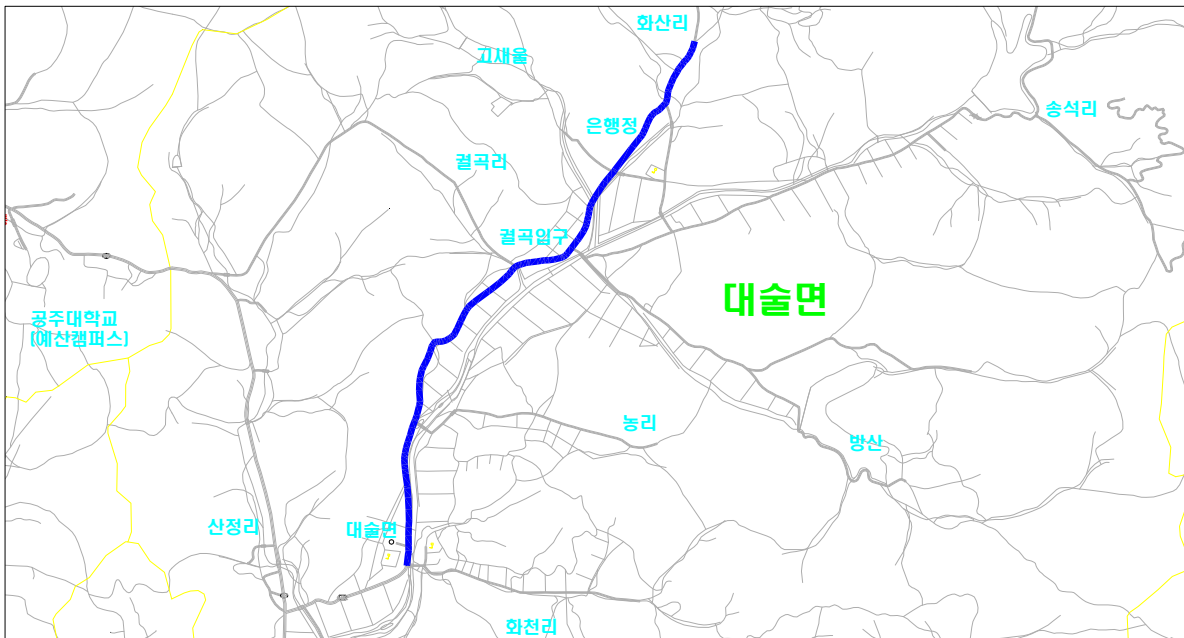 화산리
고새울
송석리
은행정
궐곡리
궐곡입구
대술면
공주대학교
(예산캠퍼스)
농리
방산
산정리
대술면
화천리